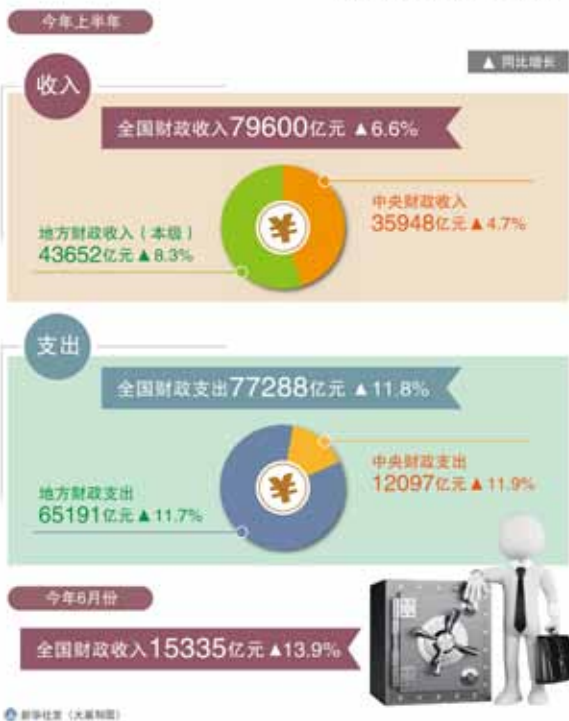 今年上半年
▲ 同比增长
收入
全国财政收入79600亿元 ▲6.6%
中央财政收入
35948亿元▲4.7%
地方财政收入(本级)
43652亿元▲8.3%
支出
全国财政支出77288亿元 ▲11.8%
中央财政支出
12097亿元▲11.9%
地方财政支出
65191亿元▲11.7%
今年6月份
全国财政收入15335亿元▲13.9%
新华社发